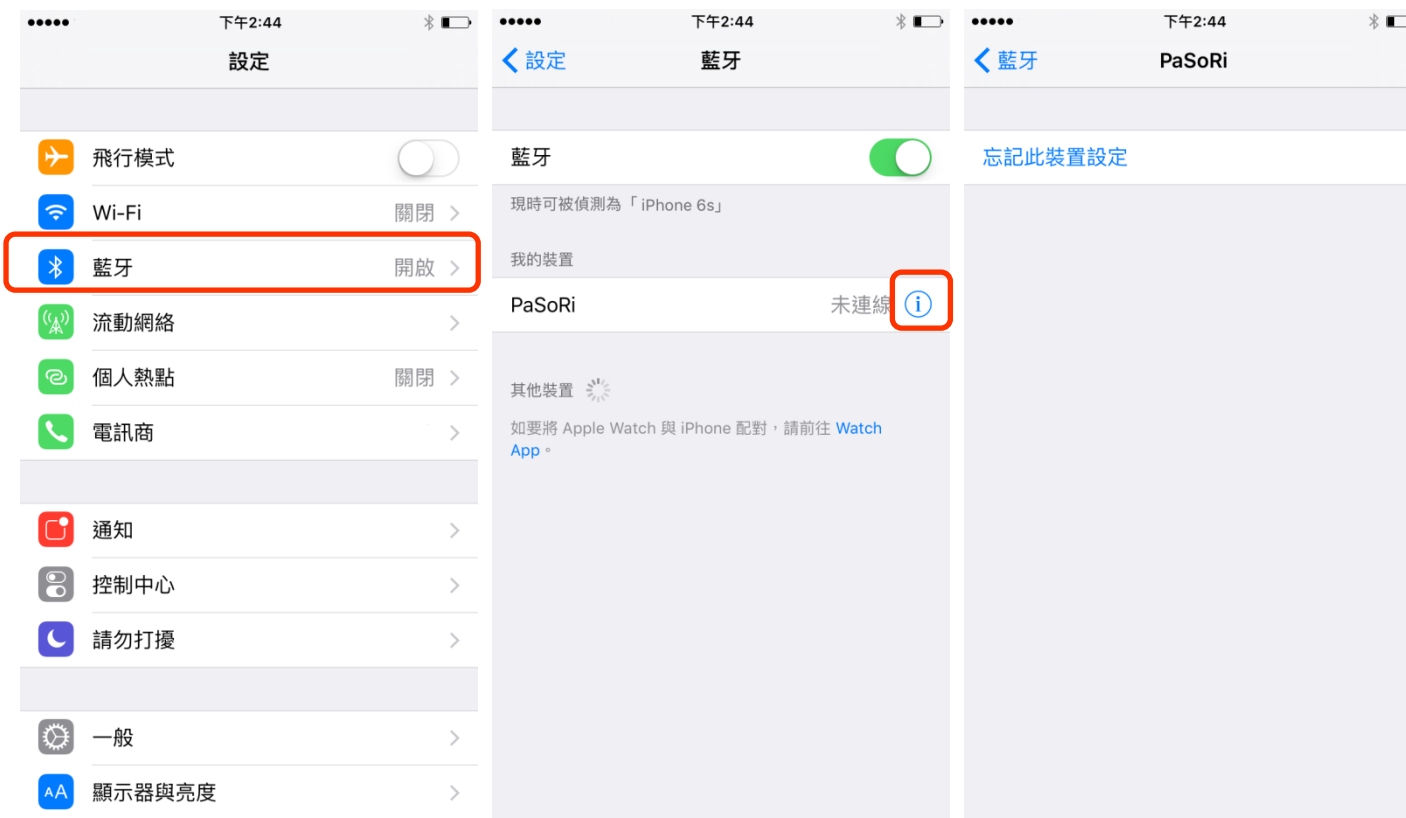 下午2:44
設定
飛行模式
Wi-Fi 關閉
藍牙 開啟
流動網絡
個人熱點 關閉
電訊商
通知
控制中心
請勿打擾
一般
AA 顯示器與亮度
下午2:44
設定 藍牙
藍牙
現時可被偵測為「 iPhone 6s」
我的裝置
PaSoRi 未連線
其他裝置
如要將 Apple Watch 與 iPhone 配對，請前往 Watch
App。
下午2:44
藍牙 PaSoRi
忘記此裝置設定